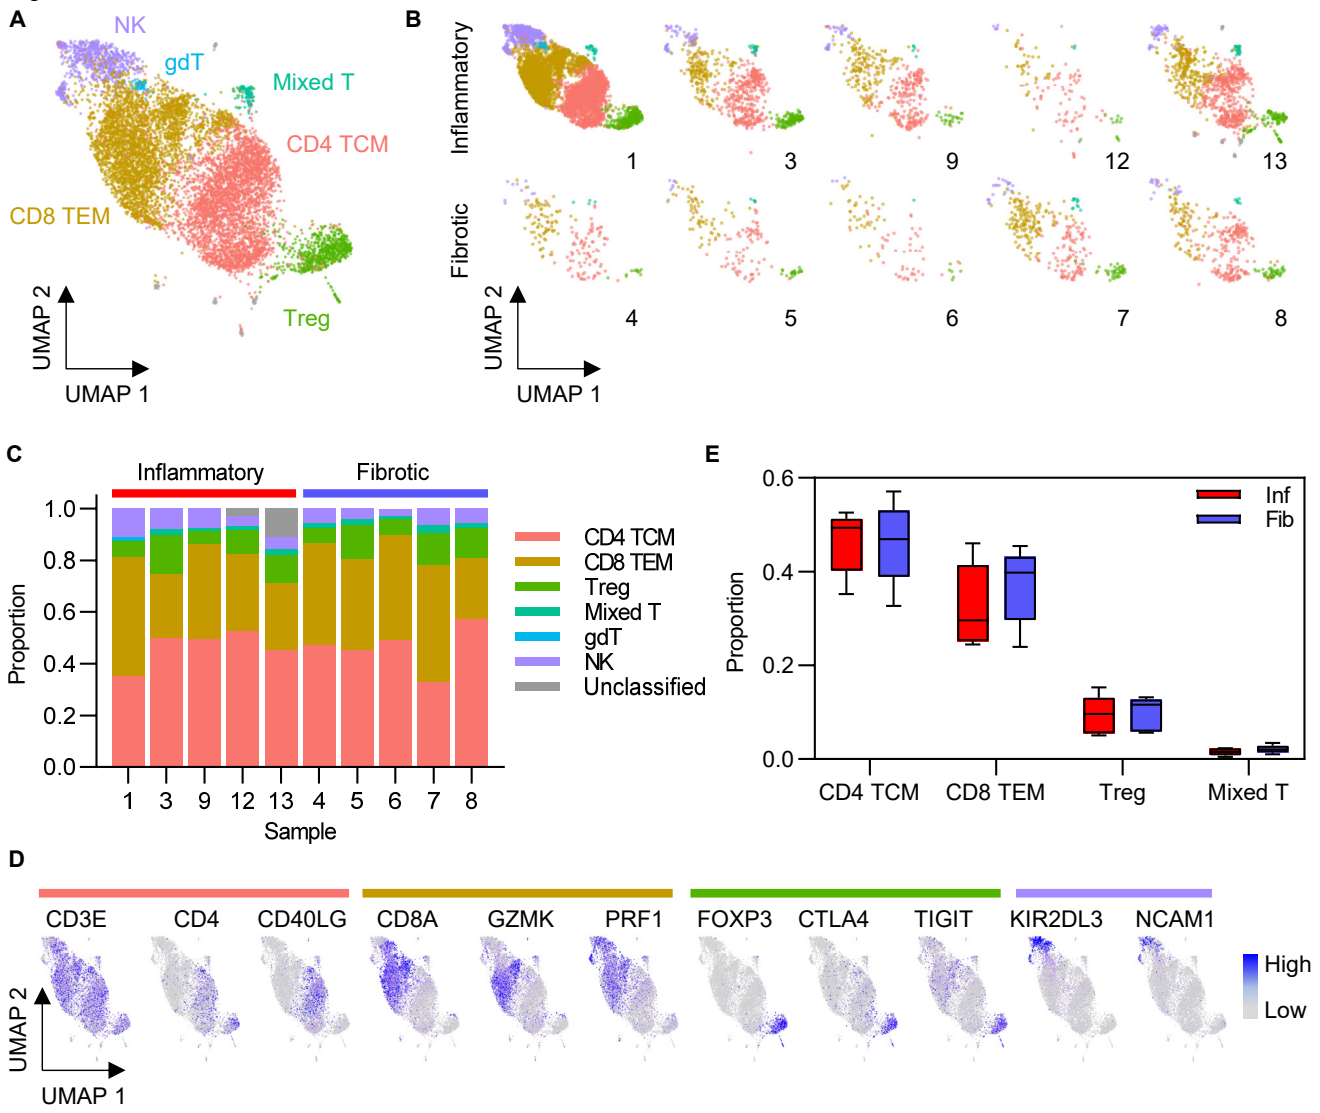 A
NK
gdT
Mixed T
CD4 TCM
CD8 TEM
Treg
UMAP 2
UMAP 1
B
Inflammatory
1
3
9
12
13
Fibrotic
4
5
6
7
8
UMAP 2
UMAP 1
C
Inflammatory
Fibrotic
Proportion
1.0
0.8
0.6
0.4
0.2
0.0
1
3
9
12
13
4
5
6
7
8
Sample
CD4 TCM
CD8 TEM
Treg
Mixed T
gdT
NK
Unclassified
E
Proportion
0.6
0.4
0.2
0.0
Inf
Fib
CD4 TCM
CD8 TEM
Treg
Mixed T
D
CD3E
CD4
CD40LG
CD8A
GZMK
PRF1
FOXP3
CTLA4
TIGIT
KIR2DL3
NCAM1
High
Low
UMAP 2
UMAP 1